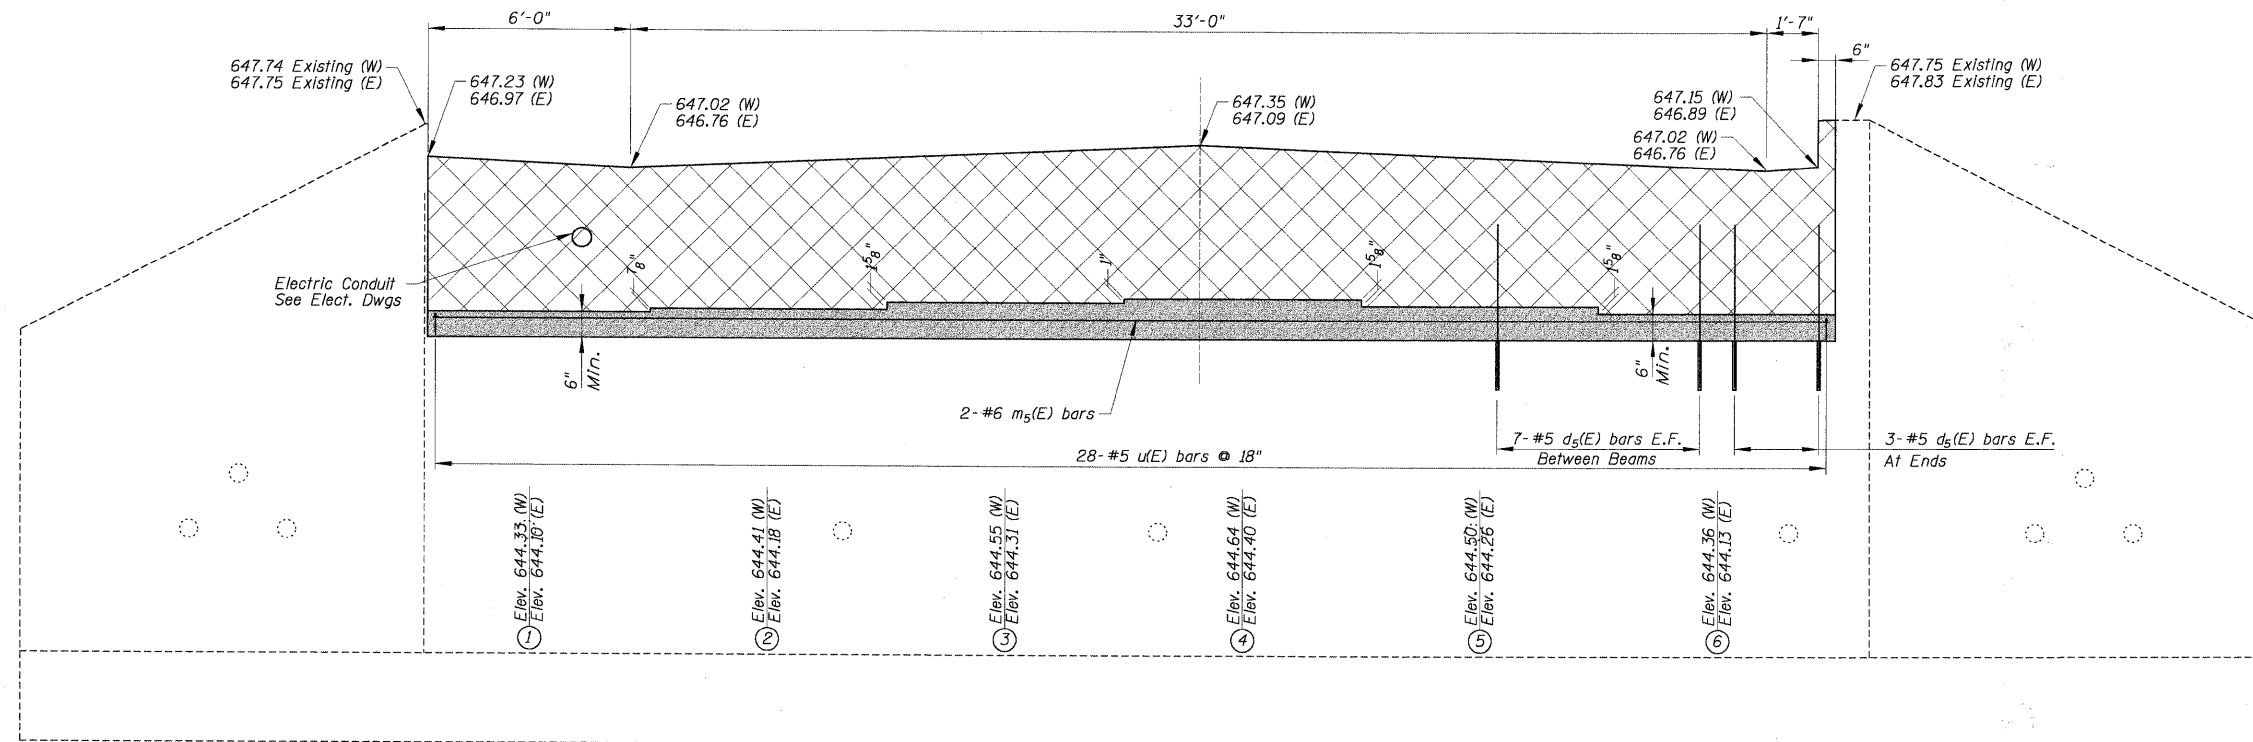 6'-0"
33'-0"
1'-7"
6"
647.74 Existing (W)
647.75 Existing (E)
647.23 (W)
646.97 (E)
647.02 (W)
646.76 (E)
647.35 (W)
647.09 (E)
647.15 (W)
646.89 (E)
647.02 (W)
646.76 (E)
647.75 Existing (W)
647.83 Existing (E)
Electric Conduit
See Elect. Dwgs
7/8"
1 5/8"
1"
1 5/8"
1 5/8"
6"
Min.
6"
Min.
2-#6 m5(E) bars
7-#5 d5(E) bars E.F.
Between Beams
3-#5 d5(E) bars E.F.
At Ends
28-#5 u(E) bars @ 18"
Elev. 644.33 (W)
Elev. 644.10 (E)
1
Elev. 644.41 (W)
Elev. 644.18 (E)
2
Elev. 644.55 (W)
Elev. 644.31 (E)
3
Elev. 644.64 (W)
Elev. 644.40 (E)
4
Elev. 644.50 (W)
Elev. 644.26 (E)
5
Elev. 644.36 (W)
Elev. 644.13 (E)
6